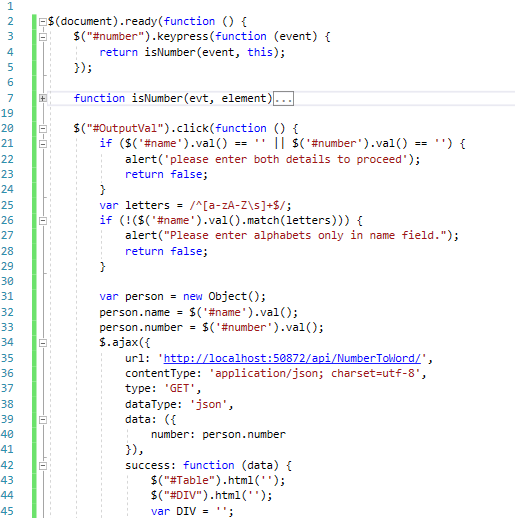 1
2 $(document).ready(function () {
3 $("#number").keypress(function (event) {
4 return isNumber(event, this);
5 });
6
7 function isNumber(evt, element)...
19
20 $("#OutputVal").click(function () {
21 if ($('#name').val() == '' || $('#number').val() == '') {
22 alert('please enter both details to proceed');
23 return false;
24 }
25 var letters = /^[a-zA-Z\s]+$/;
26 if (!($('#name').val().match(letters))) {
27 alert("Please enter alphabets only in name field.");
28 return false;
29 }
30
31 var person = new Object();
32 person.name = $('#name').val();
33 person.number = $('#number').val();
34 $.ajax({
35 url: 'http://localhost:50872/api/NumberToWord/',
36 contentType: 'application/json; charset=utf-8',
37 type: 'GET',
38 dataType: 'json',
39 data: ({
40 number: person.number
41 }),
42 success: function (data) {
43 $("#Table").html('');
44 $("#DIV").html('');
45 var DIV = '';